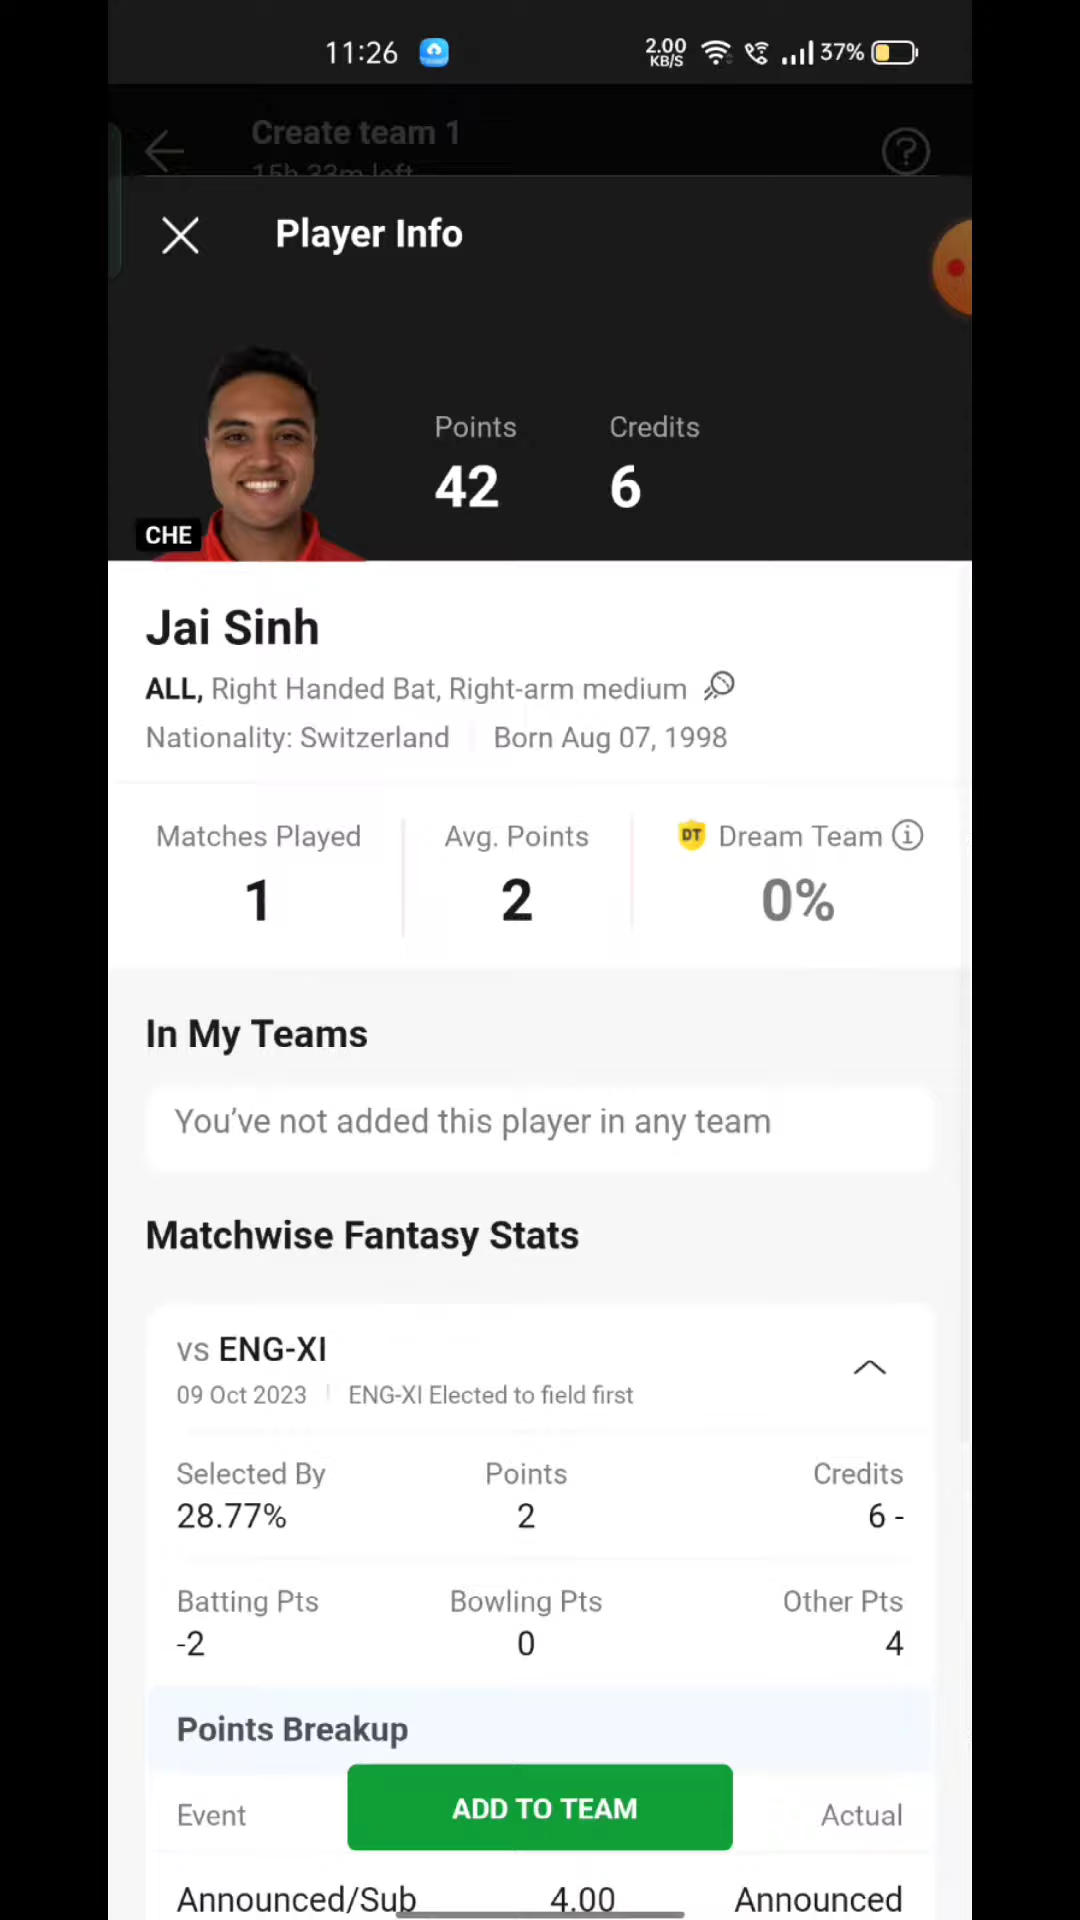 11:26 2.00 KB/S 37%
Create team 1
15h 33m left
Player Info
Points Credits
42 6
CHE
Jai Sinh
ALL, Right Handed Bat, Right-arm medium
Nationality: Switzerland Born Aug 07, 1998
Matches Played Avg. Points DT Dream Team
1 2 0%
In My Teams
You’ve not added this player in any team
Matchwise Fantasy Stats
vs ENG-XI
09 Oct 2023 ENG-XI Elected to field first
Selected By Points Credits
28.77% 2 6 -
Batting Pts Bowling Pts Other Pts
-2 0 4
Points Breakup
Event ADD TO TEAM Actual
Announced/Sub 4.00 Announced